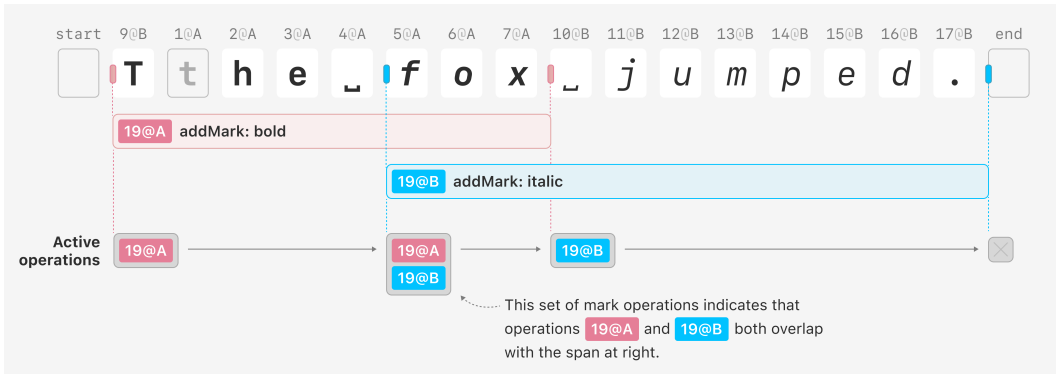 start 9@B 1@A 2@A 3@A 4@A 5@A 6@A 7@A 10@B 11@B 12@B 13@B 14@B 15@B 16@B 17@B end
T t h e ␣ f o x ␣ j u m p e d .
19@A addMark: bold
19@B addMark: italic
Active
operations
19@A
19@A
19@B
19@B
This set of mark operations indicates that
operations 19@A and 19@B both overlap
with the span at right.